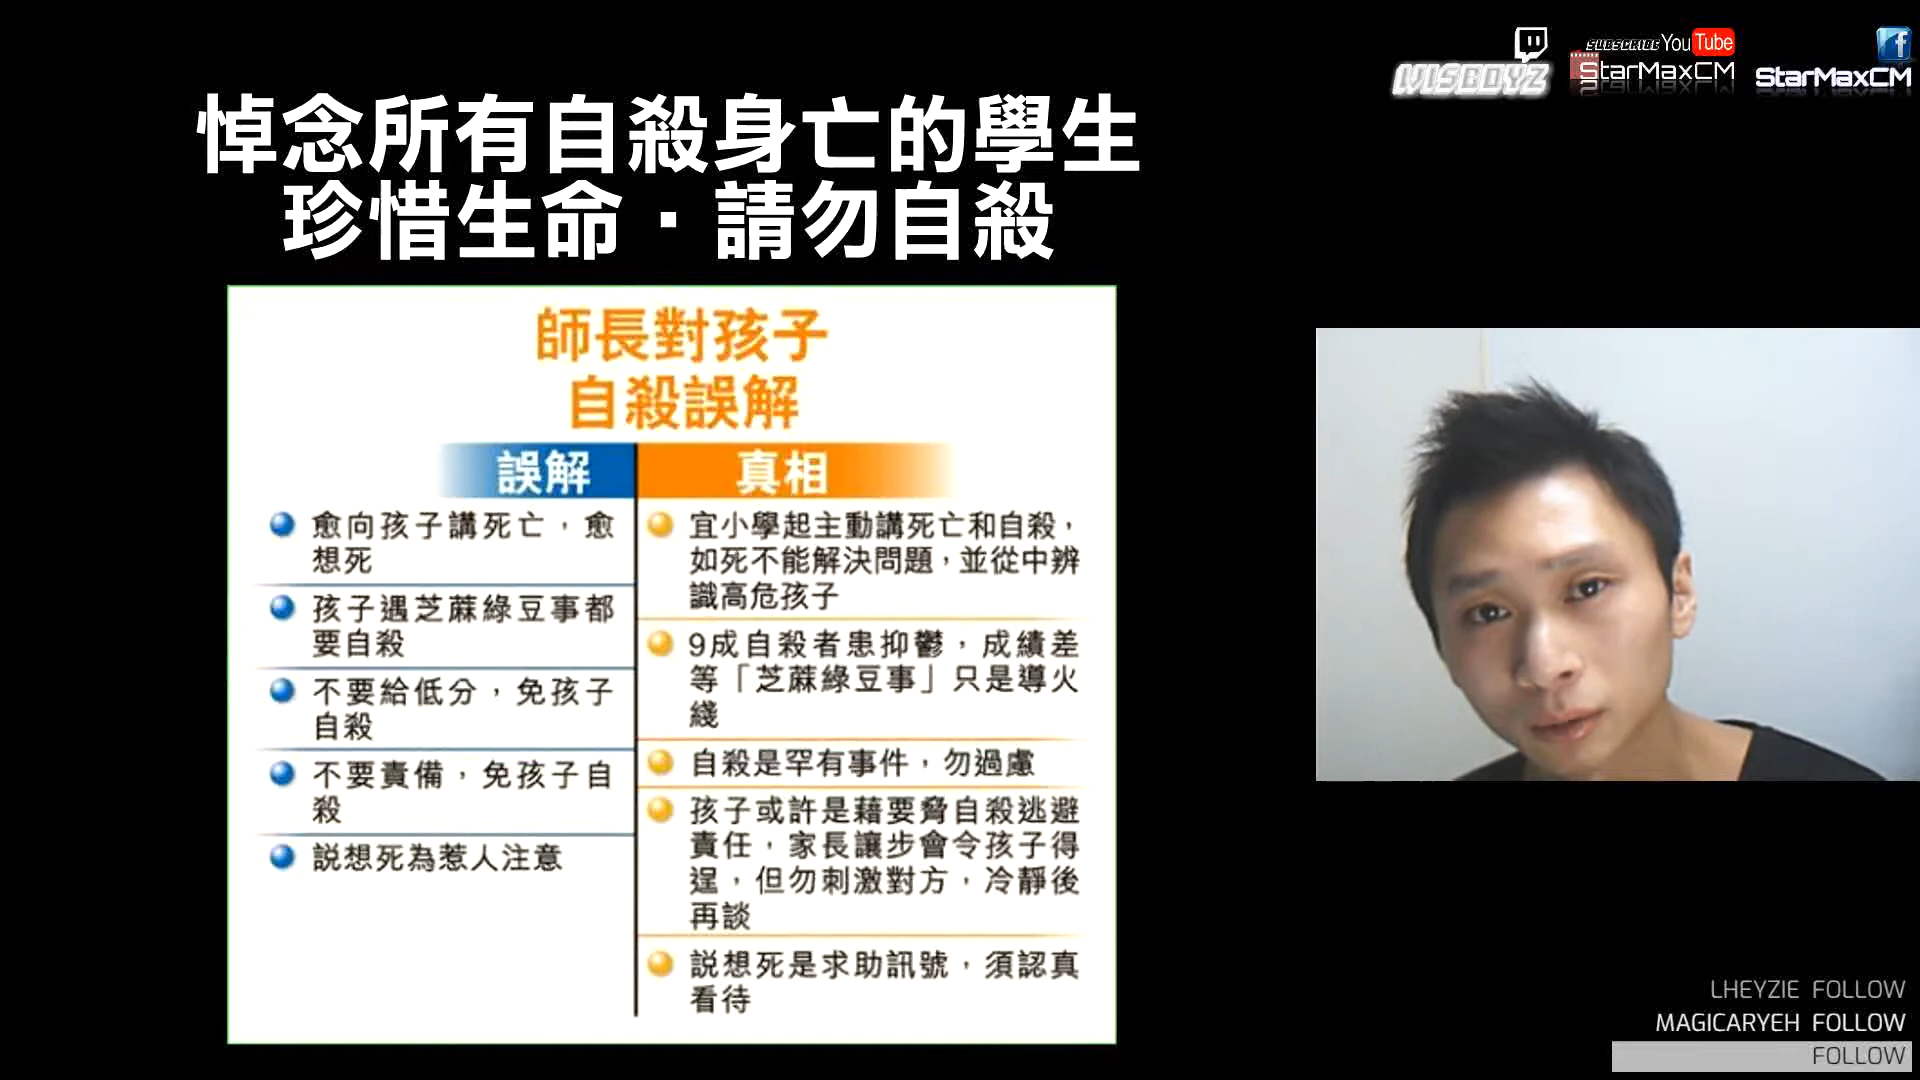 WISBOYZ
SUBSCRIBE YouTube
StarMaxCM
f
StarMaxCM
悼念所有自殺身亡的學生
珍惜生命·請勿自殺
師長對孩子
自殺誤解
誤解
愈向孩子講死亡，愈
想死
孩子遇芝蔴綠豆事都
要自殺
不要給低分，免孩子
自殺
不要責備，免孩子自
殺
說想死為惹人注意
真相
宜小學起主動講死亡和自殺，
如死不能解決問題，並從中辨
識高危孩子
9成自殺者患抑鬱，成績差
等「芝蔴綠豆事」只是導火
綫
自殺是罕有事件，勿過慮
孩子或許是藉要脅自殺逃避
責任，家長讓步會令孩子得
逞，但勿刺激對方，冷靜後
再談
說想死是求助訊號，須認真
看待
LHEYZIE FOLLOW
MAGICARYEH FOLLOW
FOLLOW